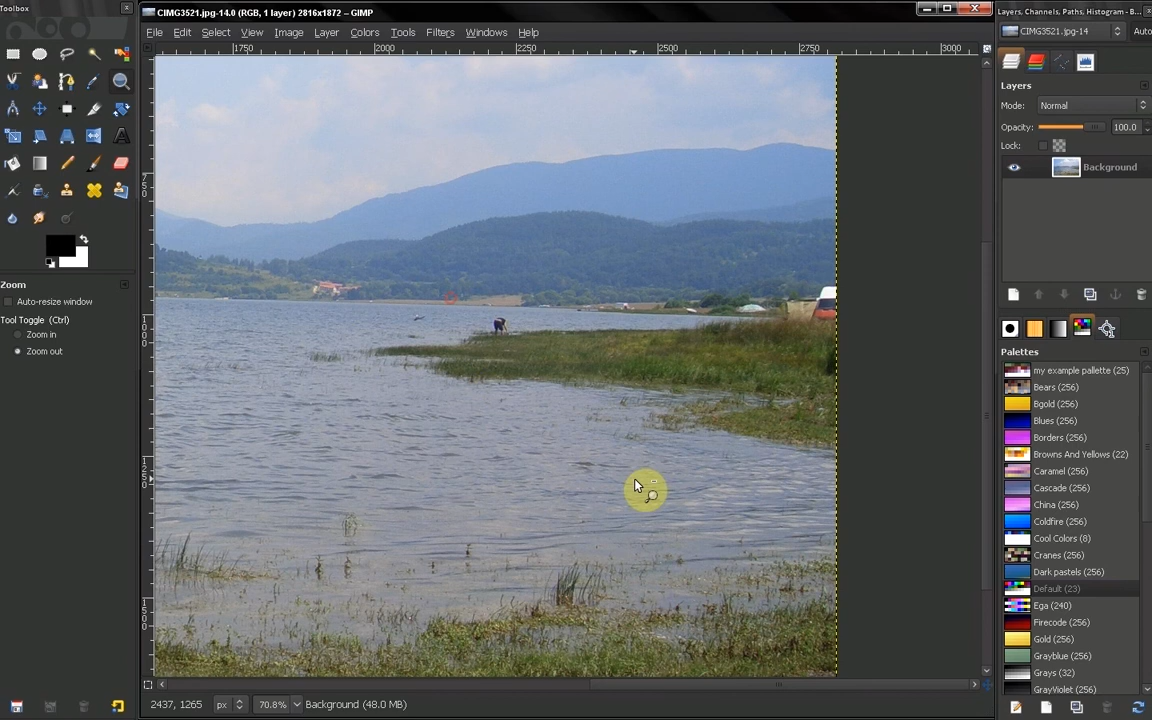 Toolbox
CIMG3521.jpg-14.0 (RGB, 1 layer) 2816x1872 – GIMP
Layers, Channels, Paths, Histogram - B...
File Edit Select View Image Layer Colors Tools Filters Windows Help
CIMG3521.jpg-14
Auto
1750 2000 2250 2500 2750 3000
750
1000
1250
1500
Layers
Mode: Normal
Opacity: 100.0
Lock:
Background
Zoom
Auto-resize window
Tool Toggle (Ctrl)
Zoom in
Zoom out
Palettes
my example pallette (25)
Bears (256)
Bgold (256)
Blues (256)
Borders (256)
Browns And Yellows (22)
Caramel (256)
Cascade (256)
China (256)
Coldfire (256)
Cool Colors (8)
Cranes (256)
Dark pastels (256)
Default (23)
Ega (240)
Firecode (256)
Gold (256)
Grayblue (256)
Grays (32)
GrayViolet (256)
2437, 1265 px 70.8% Background (48.0 MB)